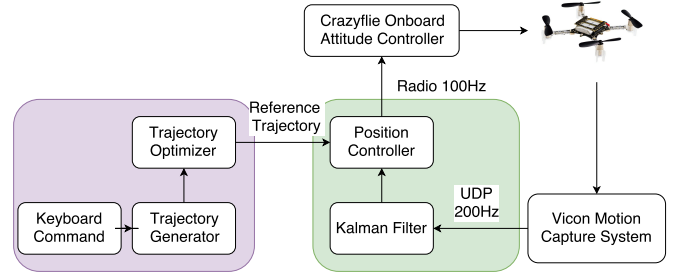 Crazyflie Onboard
Attitude Controller
Radio 100Hz
Reference
Trajectory
Trajectory
Optimizer
Position
Controller
Keyboard
Command
Trajectory
Generator
Kalman Filter
UDP
200Hz
Vicon Motion
Capture System